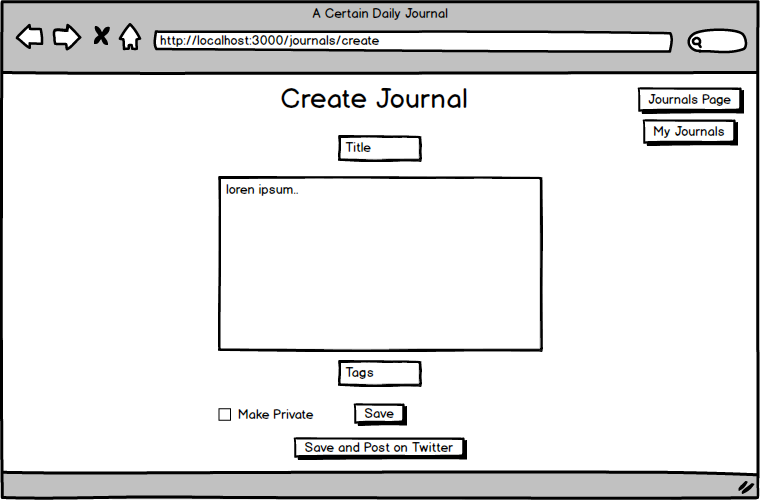 A Certain Daily Journal
http://localhost:3000/journals/create
Create Journal
Journals Page
My Journals
Title
loren ipsum..
Tags
Make Private
Save
Save and Post on Twitter